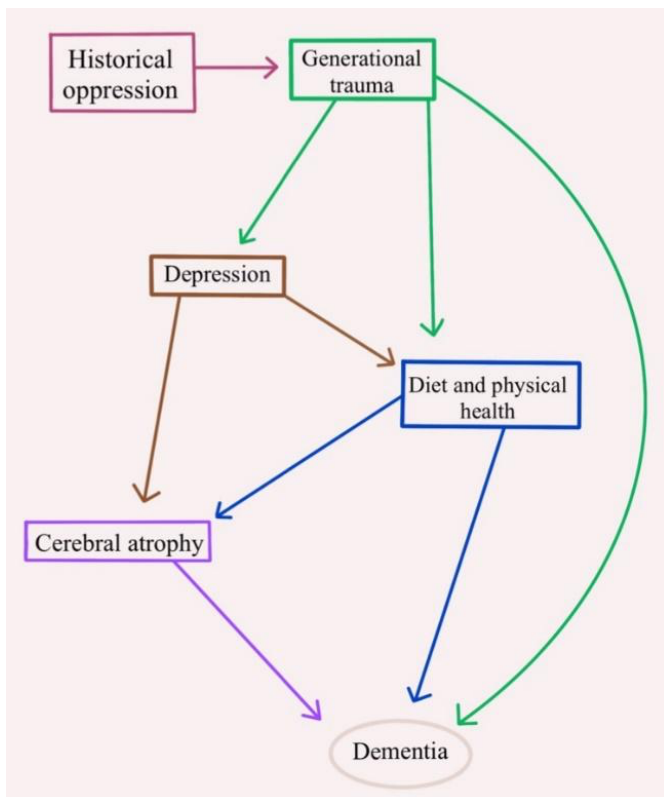 Historical
oppression
Generational
trauma
Depression
Diet and physical
health
Cerebral atrophy
Dementia